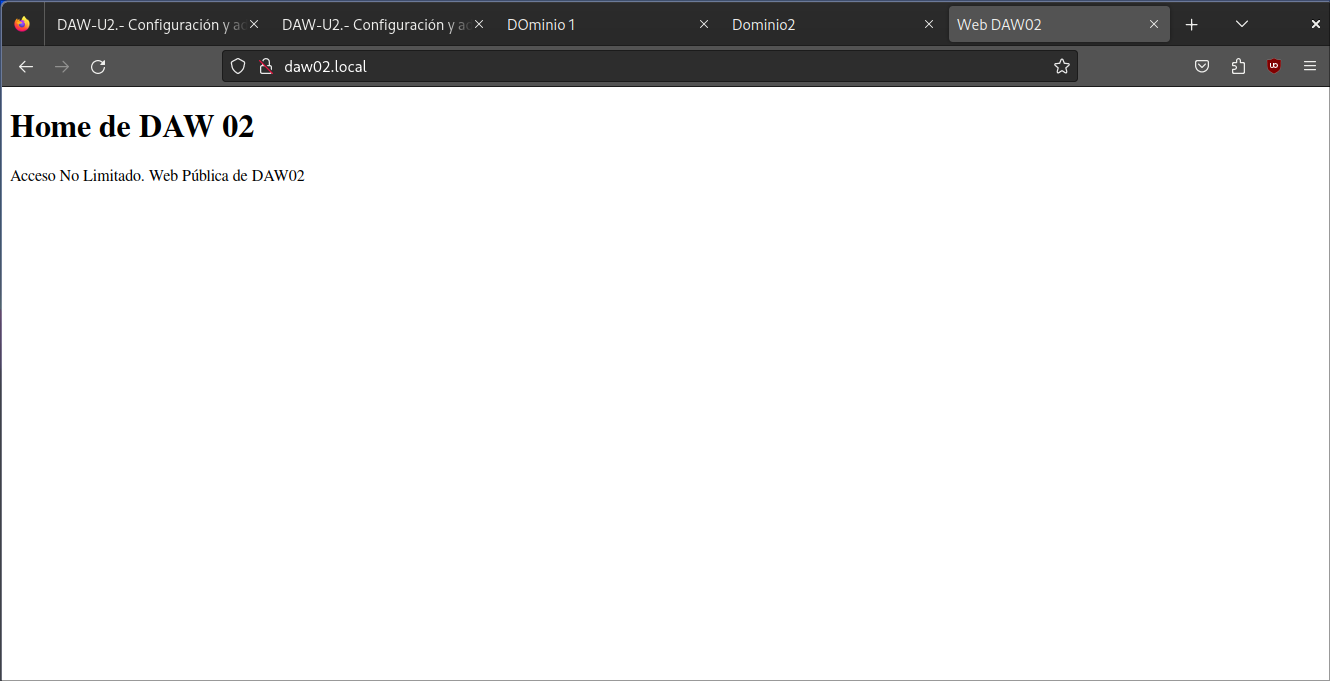 DAW-U2.- Configuración y ac
DAW-U2.- Configuración y ac
DOminio 1
Dominio2
Web DAW02
daw02.local
Home de DAW 02
Acceso No Limitado. Web Pública de DAW02